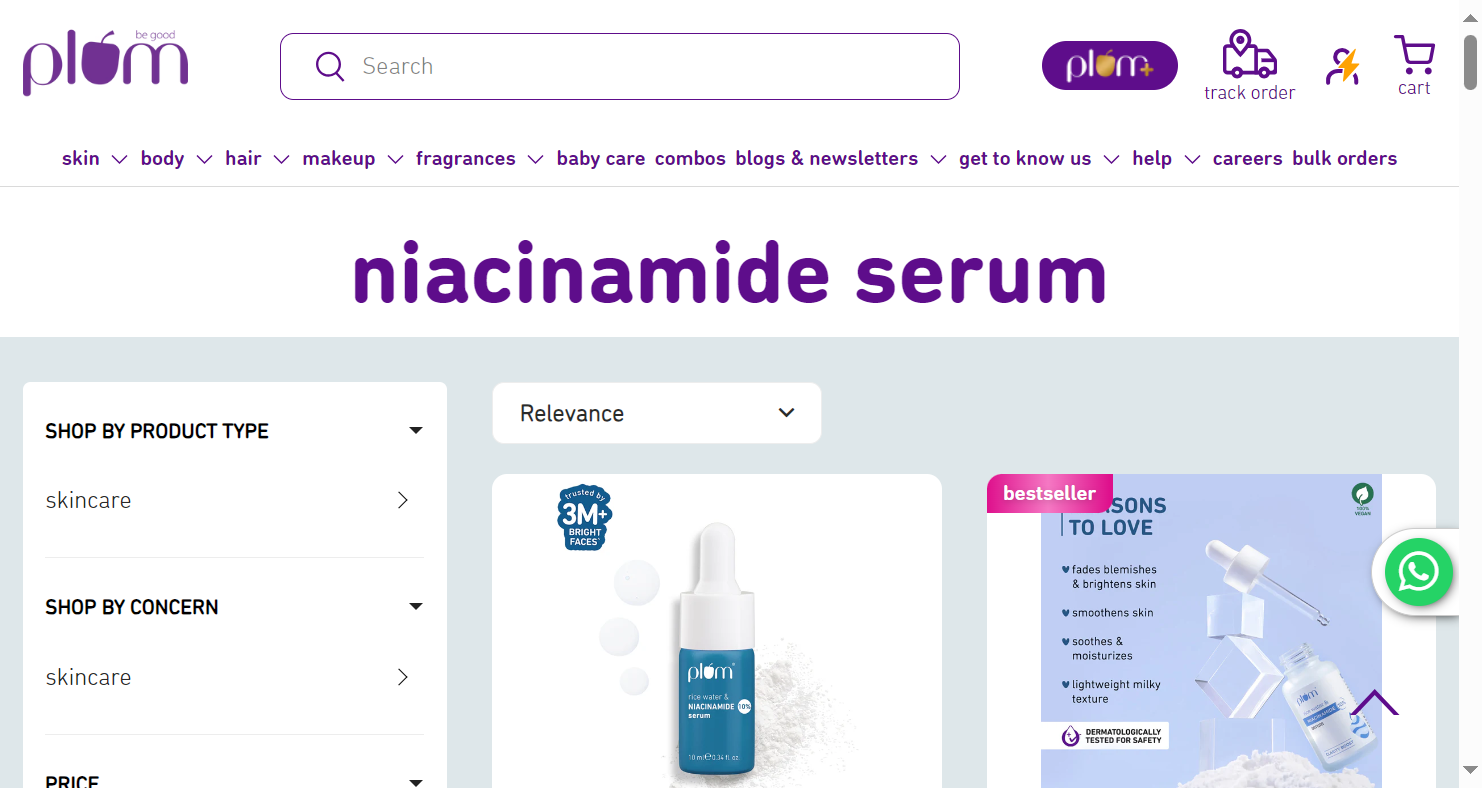 plum
be good
Search
plum+
track order
cart
skin body hair makeup fragrances baby care combos blogs & newsletters get to know us help careers bulk orders
niacinamide serum
SHOP BY PRODUCT TYPE
skincare
SHOP BY CONCERN
skincare
PRICE
Relevance
trusted by
3M+
BRIGHT
FACES
plum
rice water &
NIACINAMIDE 10%
serum
10 ml℮0.34 fl. oz.
bestseller
SONS
TO LOVE
100%
VEGAN
fades blemishes
& brightens skin
smoothens skin
soothes &
moisturizes
lightweight milky
texture
DERMATOLOGICALLY
TESTED FOR SAFETY
plum
rice water &
NIACINAMIDE